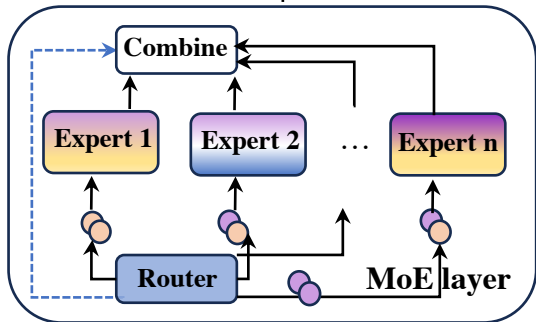 Combine
Expert 1
Expert 2
...
Expert n
Router
MoE layer